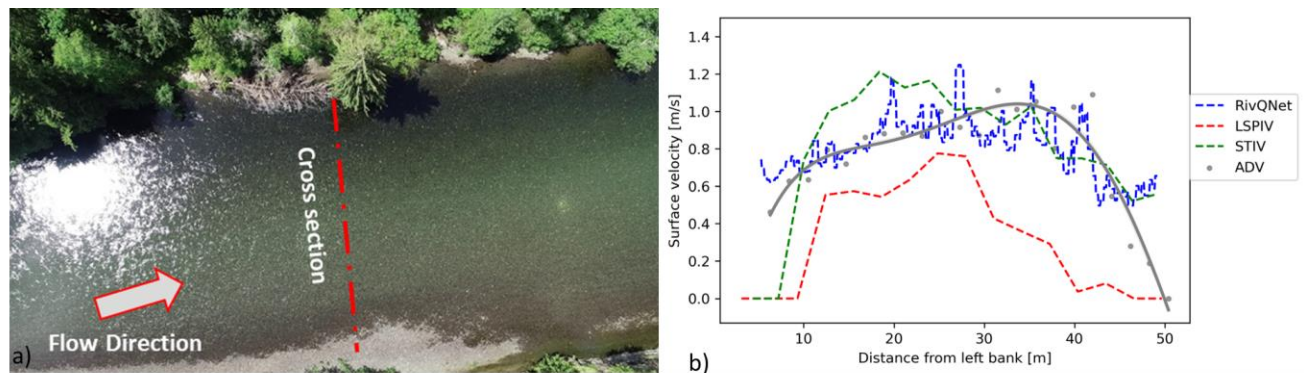 Cross section
Flow Direction
a)
Surface velocity [m/s]
1.4
1.2
1.0
0.8
0.6
0.4
0.2
0.0
10
20
30
40
50
Distance from left bank [m]
b)
RivQNet
LSPIV
STIV
ADV